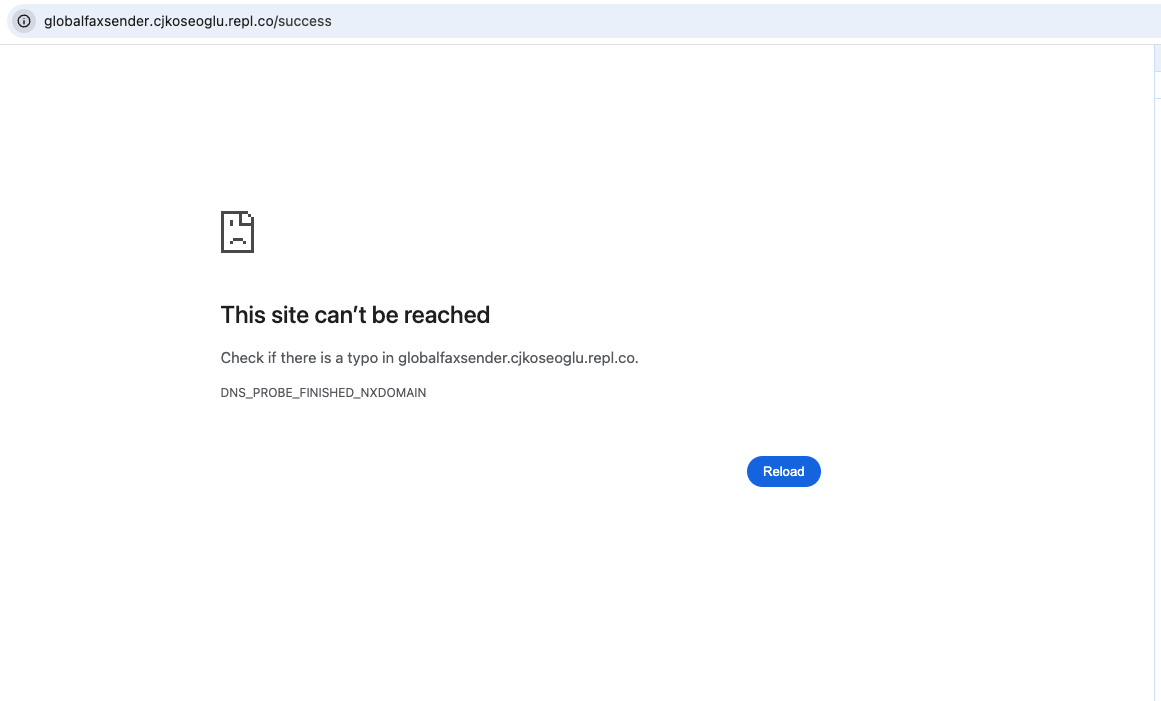 globalfaxsender.cjkoseoglu.repl.co/success
This site can’t be reached
Check if there is a typo in globalfaxsender.cjkoseoglu.repl.co.
DNS_PROBE_FINISHED_NXDOMAIN
Reload